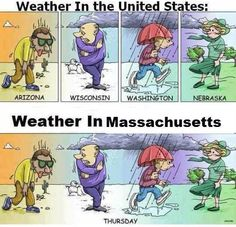 Weather In the United States:
ARIZONA WISCONSIN WASHINGTON NEBRASKA
Weather In Massachusetts
THURSDAY